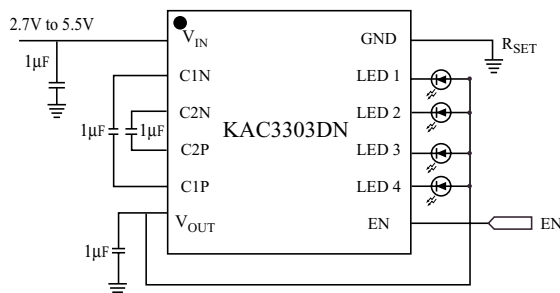 2.7V to 5.5V
1µF
VIN
C1N
C2N
C2P
C1P
VOUT
1µF
1µF
1µF
KAC3303DN
GND
LED 1
LED 2
LED 3
LED 4
EN
RSET
EN